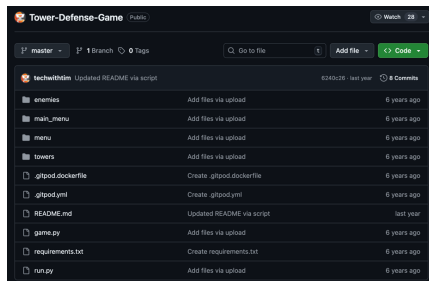 Tower-Defense-Game Public Watch 28
master 1 Branch 0 Tags Go to file t Add file Code
techwithtim Updated README via script 6240c26 · last year 8 Commits
enemies Add files via upload 6 years ago
main_menu Add files via upload 6 years ago
menu Add files via upload 6 years ago
towers Add files via upload 6 years ago
.gitpod.dockerfile Create .gitpod.dockerfile 6 years ago
.gitpod.yml Create .gitpod.yml 6 years ago
README.md Updated README via script last year
game.py Add files via upload 6 years ago
requirements.txt Create requirements.txt 6 years ago
run.py Add files via upload 6 years ago